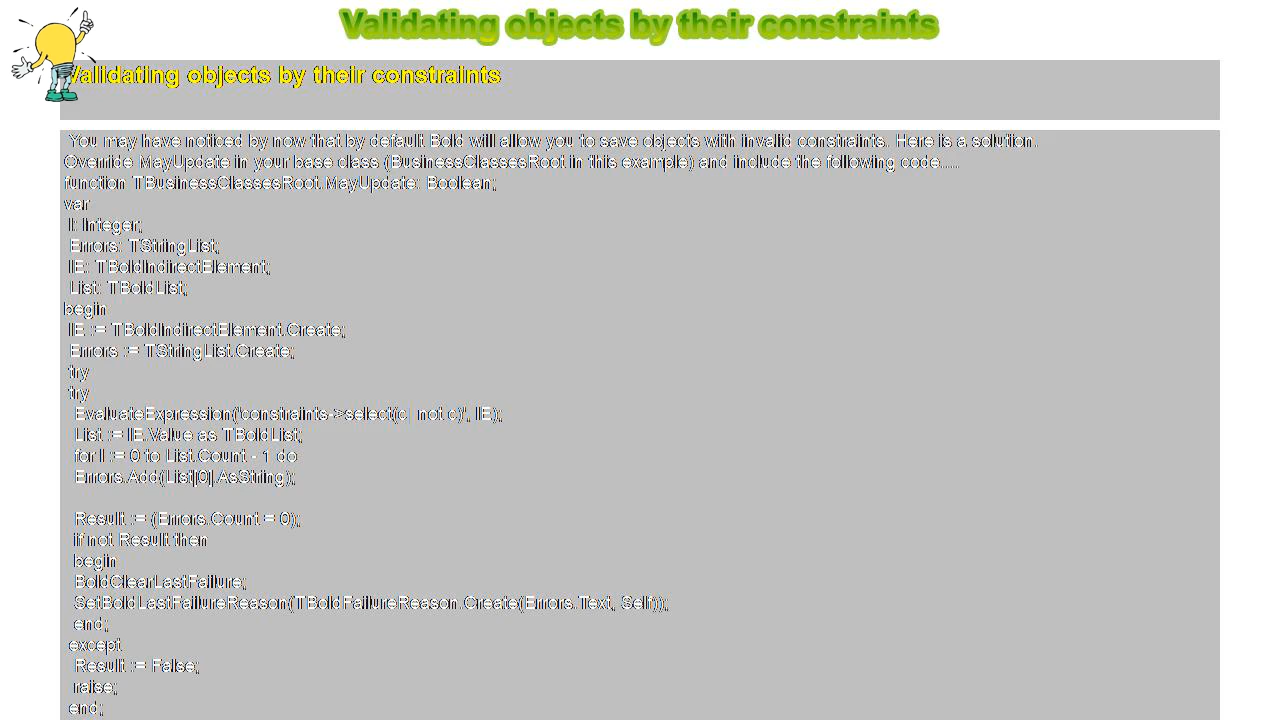 Validating objects by their constraints
Validating objects by their constraints
You may have noticed by now that by default Bold will allow you to save objects with invalid constraints. Here is a solution.
Override MayUpdate in your base class (BusinessClassesRoot in this example) and include the following code.....
function TBusinessClassesRoot.MayUpdate: Boolean;
var
I: Integer;
Errors: TStringList;
IE: TBoldIndirectElement;
List: TBoldList;
begin
IE := TBoldIndirectElement.Create;
Errors := TStringList.Create;
try
try
EvaluateExpression('constraints->select(c| not c)', IE);
List := IE.Value as TBoldList;
for I := 0 to List.Count - 1 do
Errors.Add(List[0].AsString);
Result := (Errors.Count = 0);
if not Result then
begin
BoldClearLastFailure;
SetBoldLastFailureReason(TBoldFailureReason.Create(Errors.Text, Self));
end;
except
Result := False;
raise;
end;